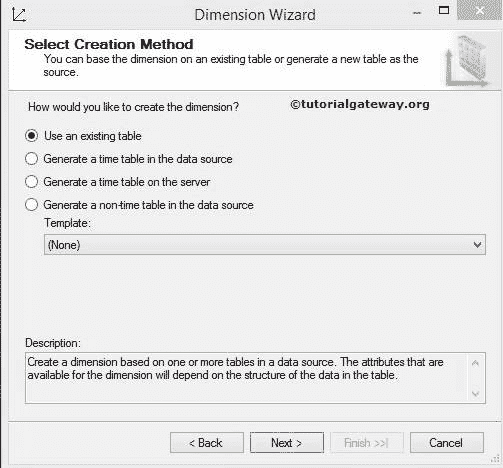 Dimension Wizard
Select Creation Method
You can base the dimension on an existing table or generate a new table as the
source.
How would you like to create the dimension?
©tutorialgateway.org
Use an existing table
Generate a time table in the data source
Generate a time table on the server
Generate a non-time table in the data source
Template:
(None)
Description:
Create a dimension based on one or more tables in a data source. The attributes that are
available for the dimension will depend on the structure of the data in the table.
< Back
Next >
Finish >>|
Cancel